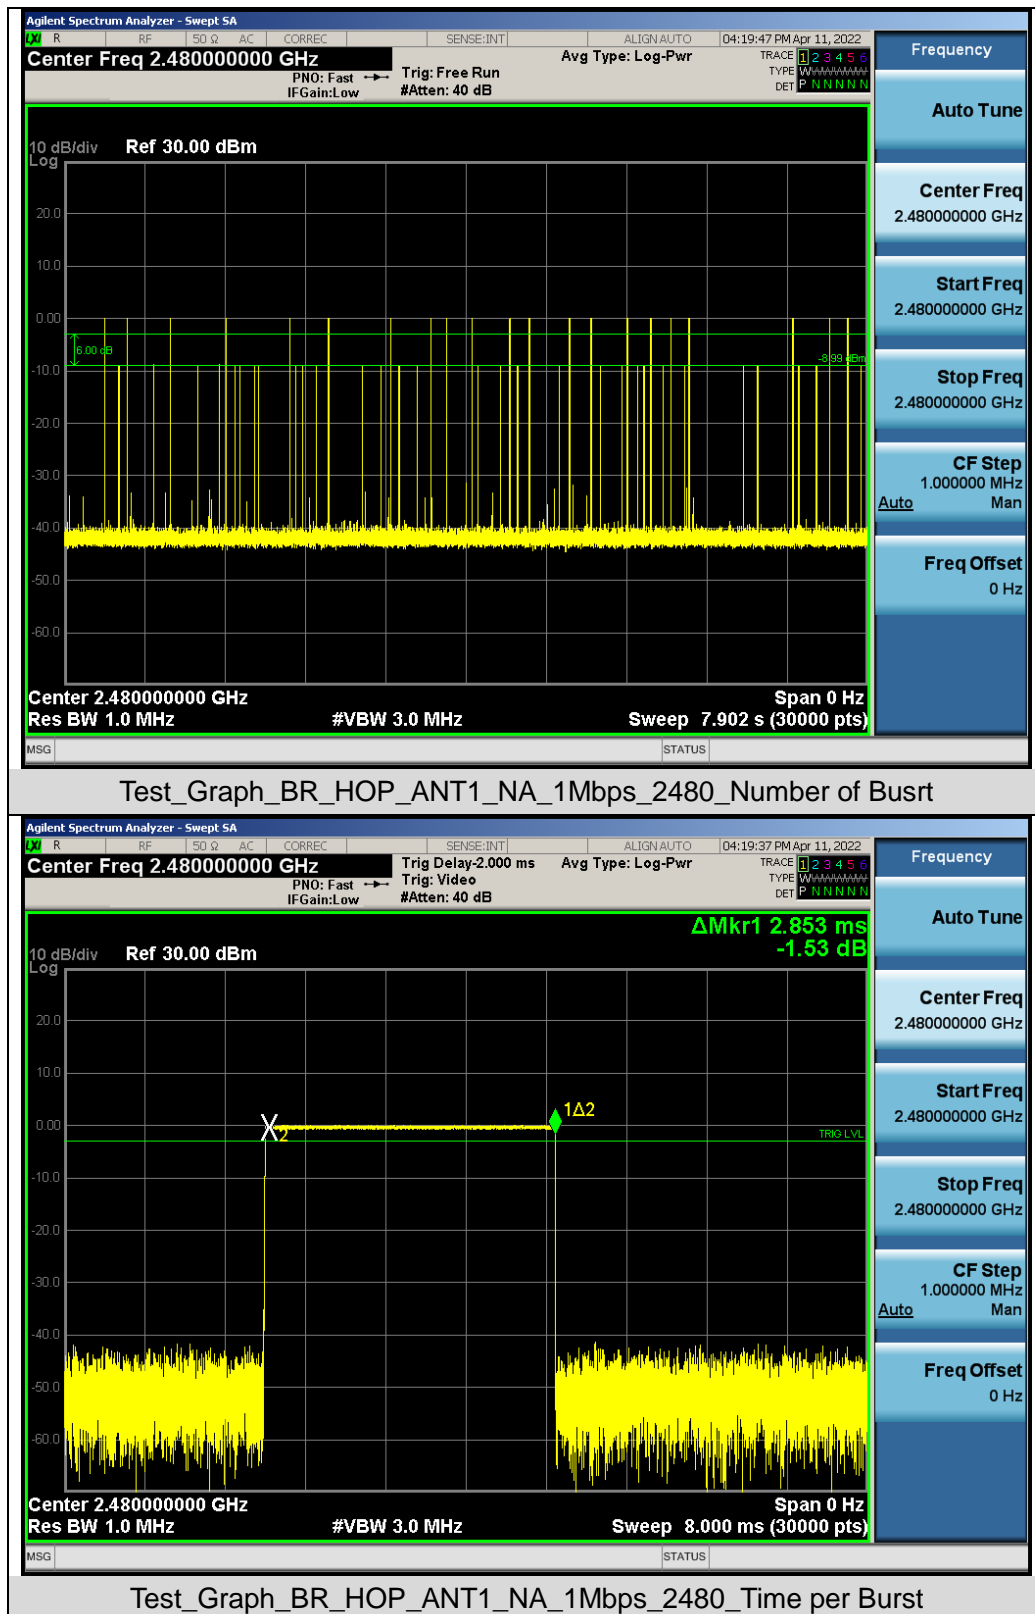 Agilent Spectrum Analyzer - Swept SA
LXI R RF 50 Ω AC CORREC SENSE:INT ALIGN AUTO 04:19:47 PM Apr 11, 2022
Center Freq 2.480000000 GHz
PNO: Fast
IFGain:Low
Trig: Free Run
#Atten: 40 dB
Avg Type: Log-Pwr
TRACE 1 2 3 4 5 6
TYPE W
DET P N N N N N
Frequency
Auto Tune
Center Freq
2.480000000 GHz
Start Freq
2.480000000 GHz
Stop Freq
2.480000000 GHz
CF Step
1.000000 MHz
Auto Man
Freq Offset
0 Hz
10 dB/div Ref 30.00 dBm
Log
20.0
10.0
0.00
6.00 dB
-8.99 dBm
-10.0
-20.0
-30.0
-40.0
-50.0
-60.0
Center 2.480000000 GHz Span 0 Hz
Res BW 1.0 MHz #VBW 3.0 MHz Sweep 7.902 s (30000 pts)
MSG STATUS
Test_Graph_BR_HOP_ANT1_NA_1Mbps_2480_Number of Busrt
Agilent Spectrum Analyzer - Swept SA
LXI R RF 50 Ω AC CORREC SENSE:INT ALIGN AUTO 04:19:37 PM Apr 11, 2022
Center Freq 2.480000000 GHz
PNO: Fast
IFGain:Low
Trig Delay-2.000 ms
Trig: Video
#Atten: 40 dB
Avg Type: Log-Pwr
TRACE 1 2 3 4 5 6
TYPE W
DET P N N N N N
Frequency
Auto Tune
Center Freq
2.480000000 GHz
Start Freq
2.480000000 GHz
Stop Freq
2.480000000 GHz
CF Step
1.000000 MHz
Auto Man
Freq Offset
0 Hz
ΔMkr1 2.853 ms
-1.53 dB
10 dB/div Ref 30.00 dBm
Log
20.0
10.0
0.00
X2
1Δ2
TRIG LVL
-10.0
-20.0
-30.0
-40.0
-50.0
-60.0
Center 2.480000000 GHz Span 0 Hz
Res BW 1.0 MHz #VBW 3.0 MHz Sweep 8.000 ms (30000 pts)
MSG STATUS
Test_Graph_BR_HOP_ANT1_NA_1Mbps_2480_Time per Burst